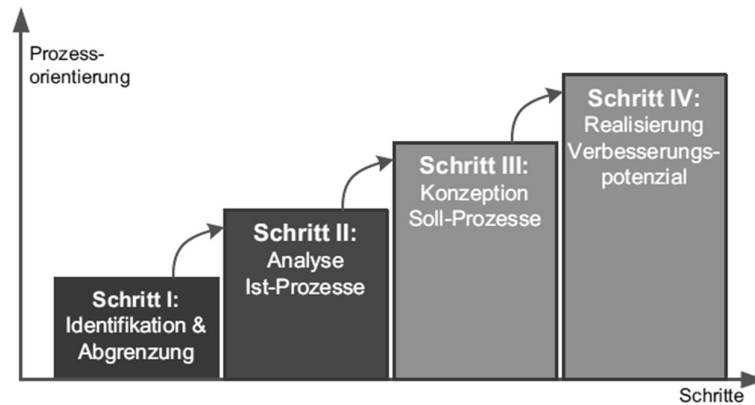 Prozess-
orientierung
Schritt I:
Identifikation &
Abgrenzung
Schritt II:
Analyse
Ist-Prozesse
Schritt III:
Konzeption
Soll-Prozesse
Schritt IV:
Realisierung
Verbesserungs-
potenzial
Schritte